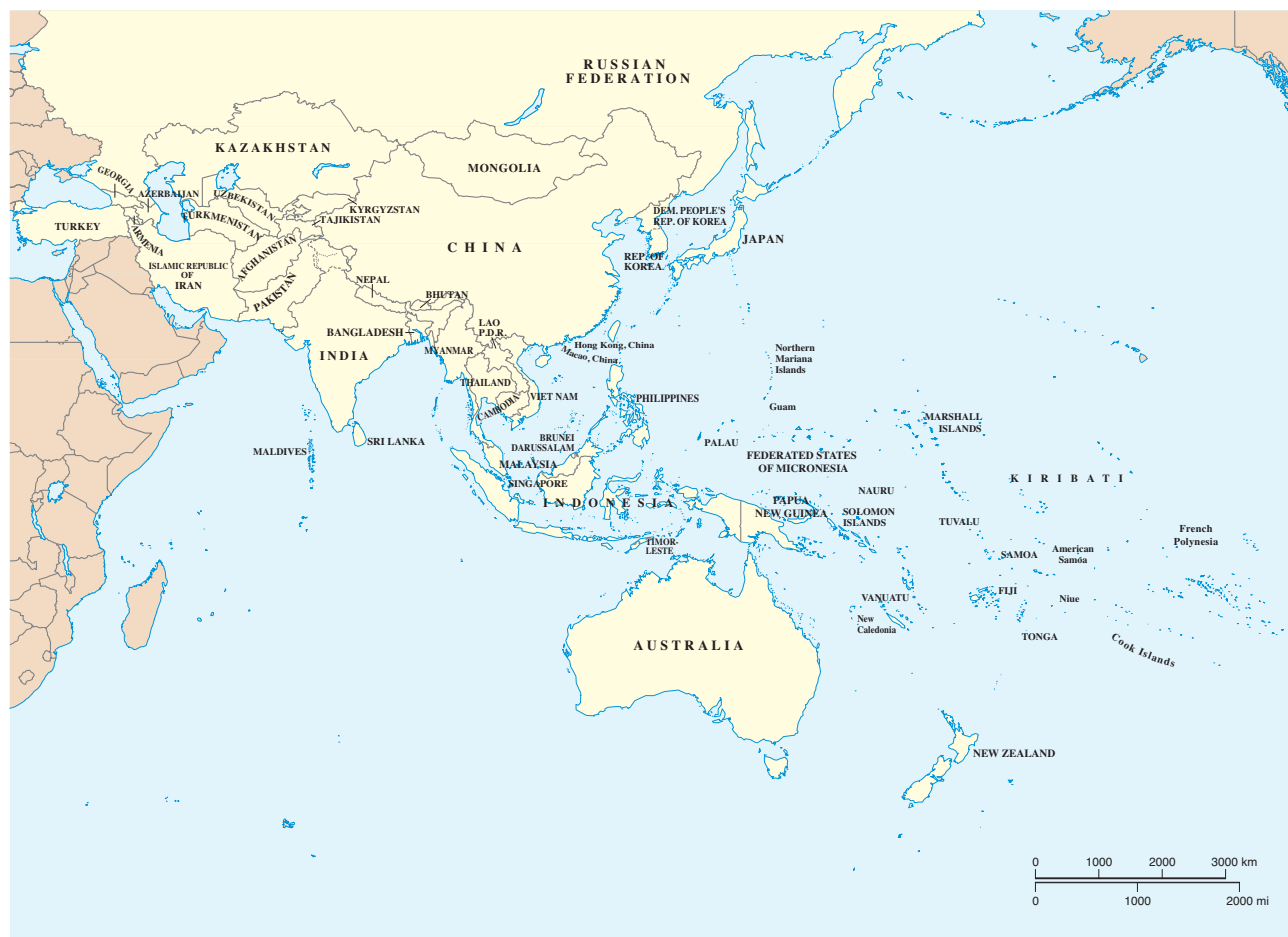 RUSSIAN
FEDERATION
KAZAKHSTAN
MONGOLIA
GEORGIA
AZERBAIJAN
UZBEKISTAN
KYRGYZSTAN
TURKMENISTAN
TAJIKISTAN
TURKEY
ARMENIA
DEM. PEOPLE'S
REP. OF KOREA
JAPAN
CHINA
AFGHANISTAN
REP. OF
KOREA
ISLAMIC REPUBLIC
OF
IRAN
PAKISTAN
NEPAL
BHUTAN
BANGLADESH
LAO
P.D.R.
INDIA
MYANMAR
Hong Kong, China
Macao, China
Northern
Mariana
Islands
THAILAND
VIET NAM
CAMBODIA
PHILIPPINES
Guam
MARSHALL
ISLANDS
SRI LANKA
MALDIVES
BRUNEI
DARUSSALAM
PALAU
FEDERATED STATES
OF MICRONESIA
MALAYSIA
SINGAPORE
KIRIBATI
INDONESIA
NAURU
PAPUA
NEW GUINEA
SOLOMON
ISLANDS
TUVALU
French
Polynesia
TIMOR-
LESTE
SAMOA
American
Samoa
VANUATU
FIJI
Niue
New
Caledonia
TONGA
Cook Islands
AUSTRALIA
NEW ZEALAND
0 1000 2000 3000 km
0 1000 2000 mi